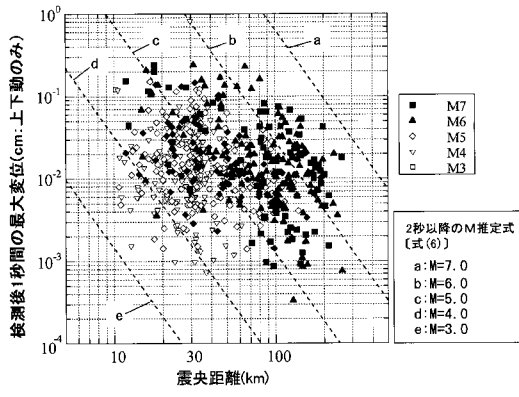 検測後1秒間の最大変位(cm:上下動のみ)
10⁰
10⁻¹
10⁻²
10⁻³
10⁻⁴
d
c
b
a
e
10
30
100
震央距離(km)
M7
M6
M5
M4
M3
2秒以降のM推定式
〔式(6)〕
a:M=7.0
b:M=6.0
c:M=5.0
d:M=4.0
e:M=3.0